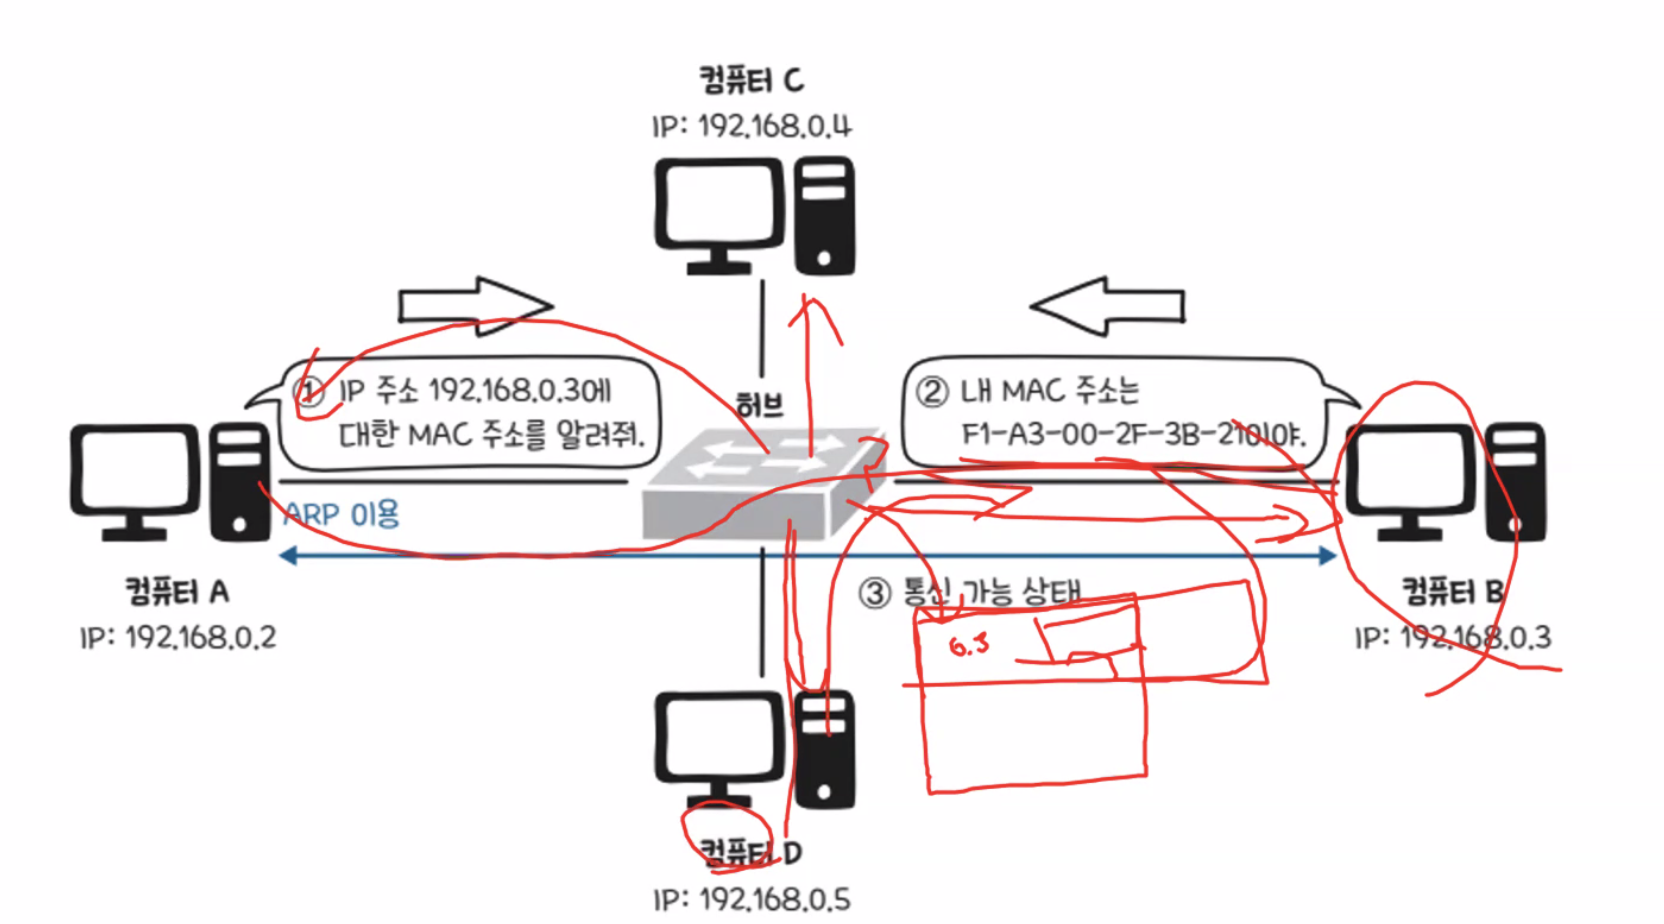 컴퓨터 C
IP: 192.168.0.4
① IP 주소 192.168.0.3에
대한 MAC 주소를 알려줘.
허브
② 내 MAC 주소는
F1-A3-00-2F-3B-21이야.
ARP 이용
컴퓨터 A
IP: 192.168.0.2
③ 통신 가능 상태
컴퓨터 B
IP: 192.168.0.3
컴퓨터 D
IP: 192.168.0.5